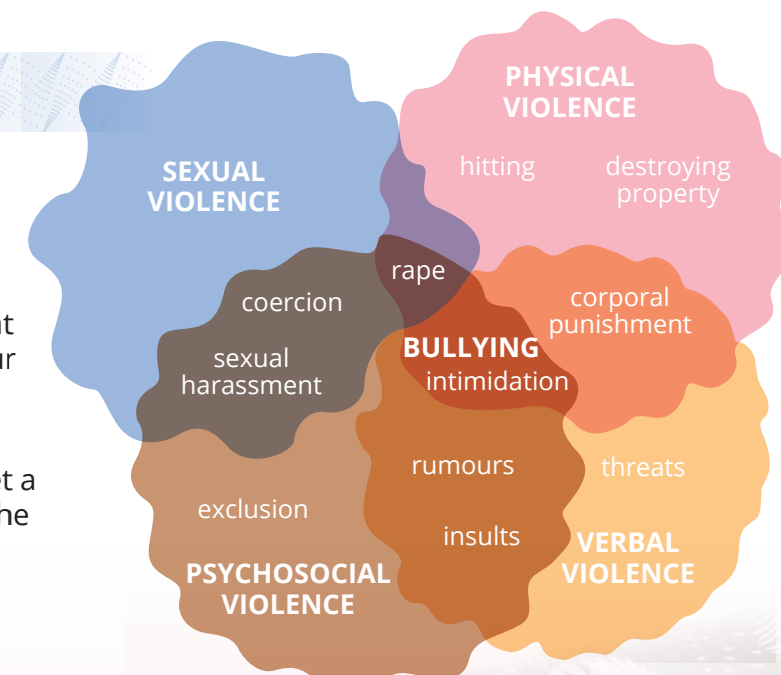 PHYSICAL
VIOLENCE
hitting
destroying
property
SEXUAL
VIOLENCE
rape
coercion
corporal
punishment
BULLYING
intimidation
sexual
harassment
rumours
threats
exclusion
insults
VERBAL
VIOLENCE
PSYCHOSOCIAL
VIOLENCE
a